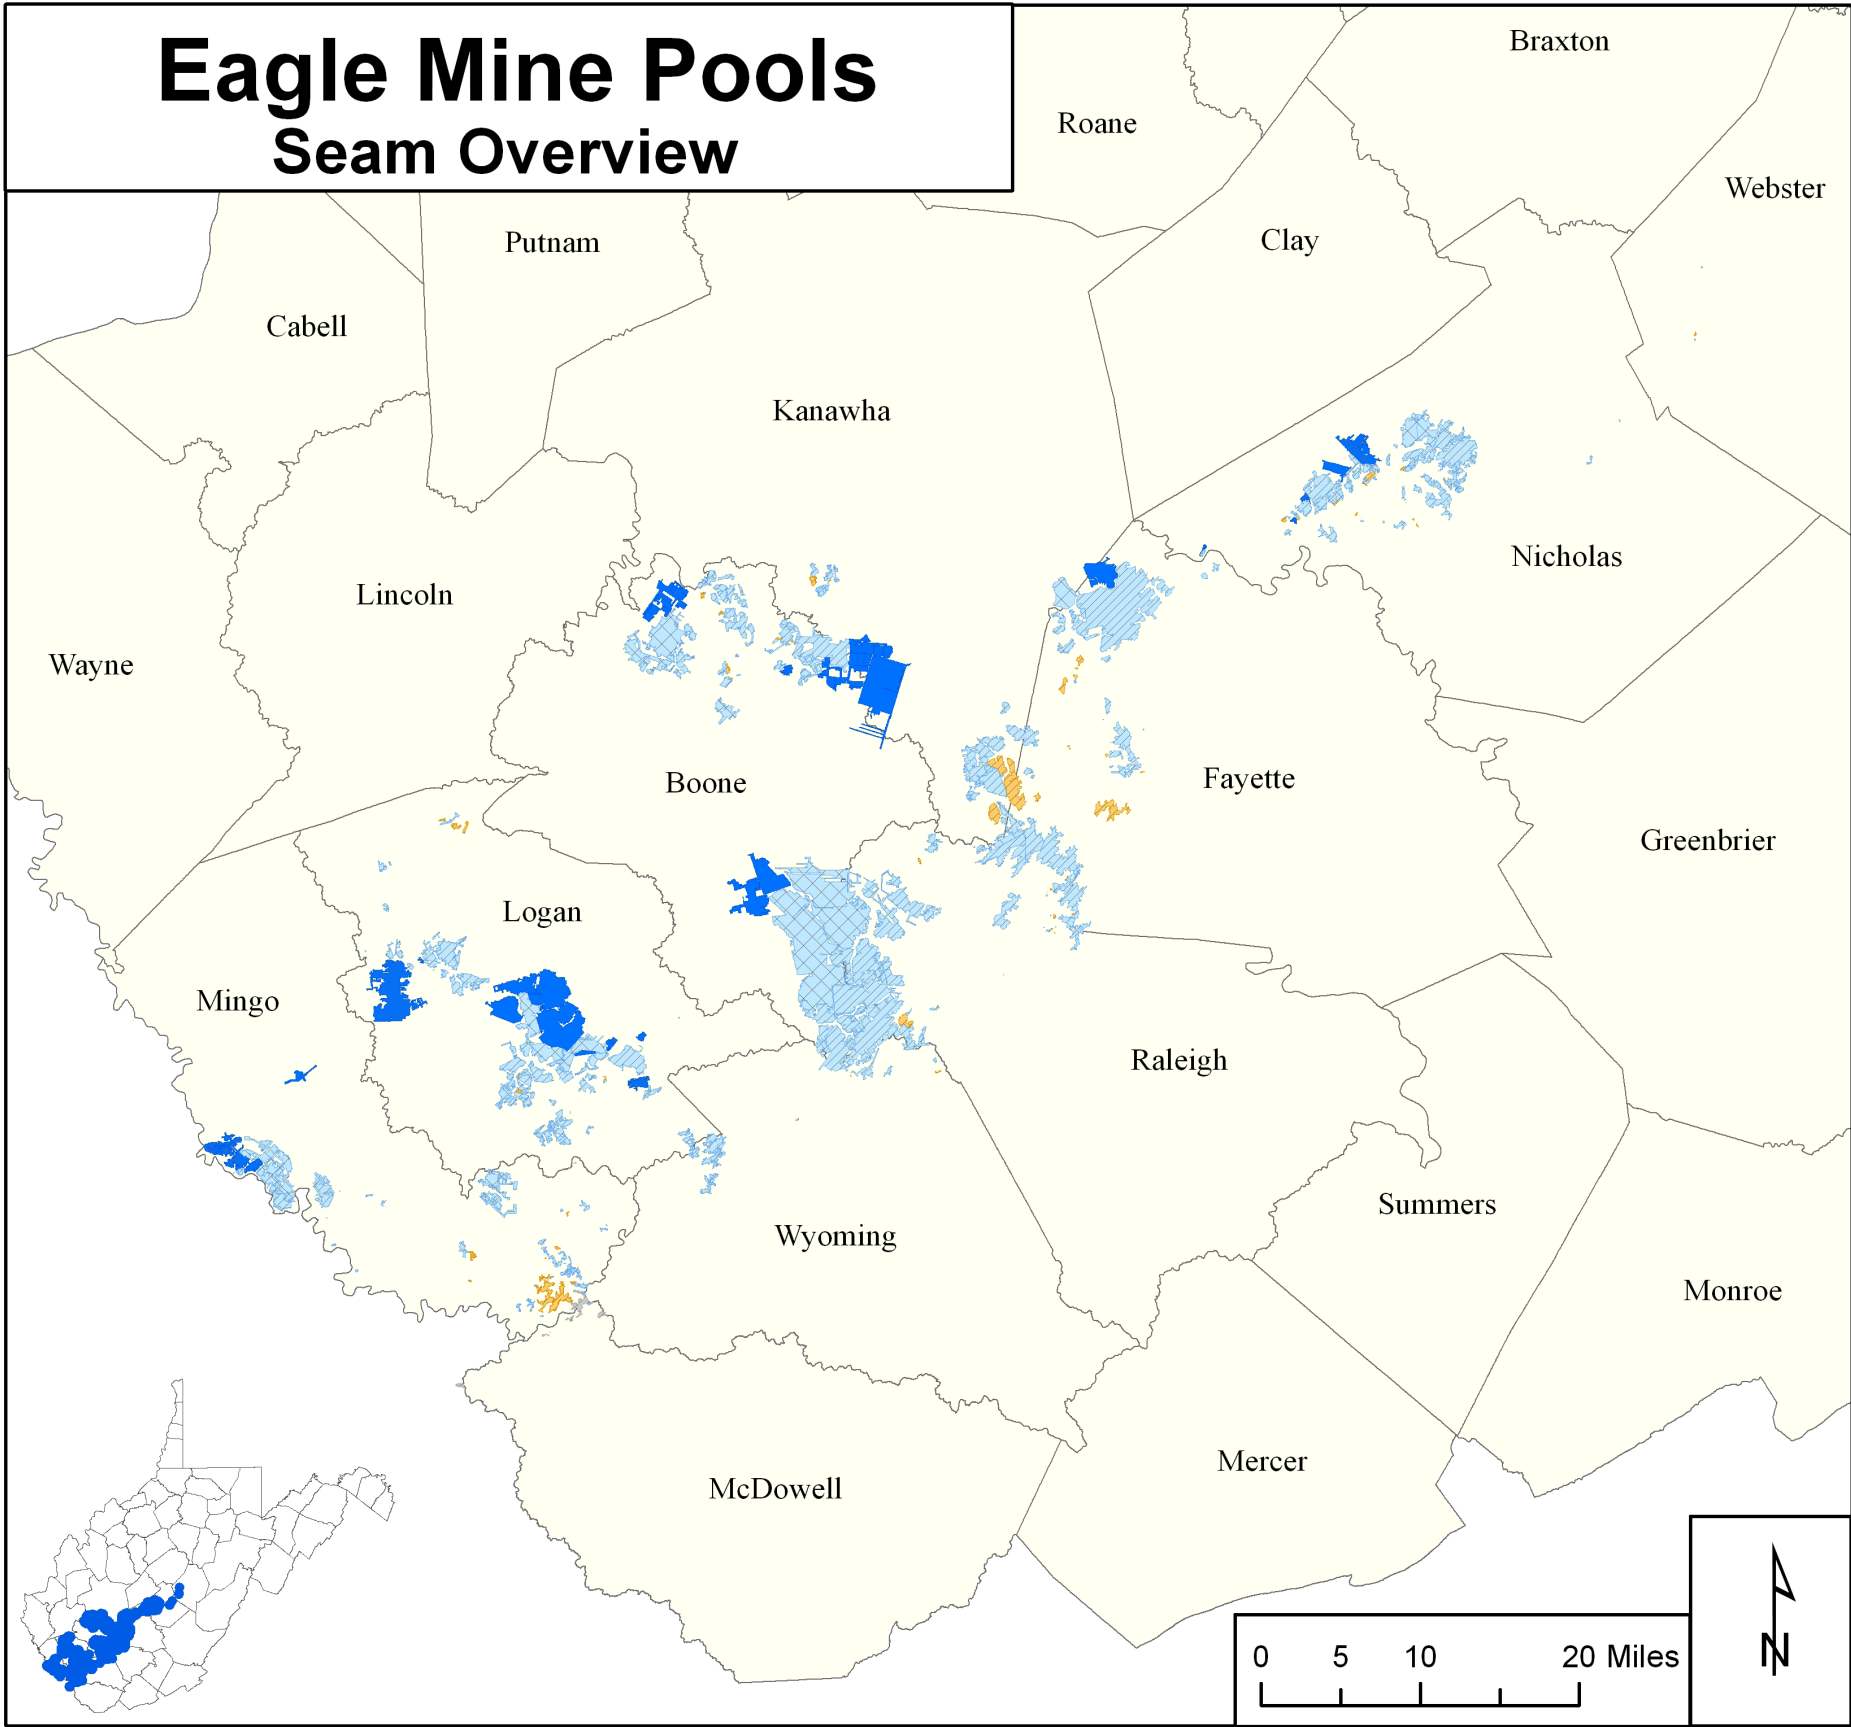 Eagle Mine Pools
Seam Overview
Braxton
Roane
Webster
Clay
Putnam
Cabell
Kanawha
Nicholas
Lincoln
Wayne
Fayette
Boone
Greenbrier
Logan
Mingo
Raleigh
Summers
Wyoming
Monroe
Mercer
McDowell
0 5 10 20 Miles
N